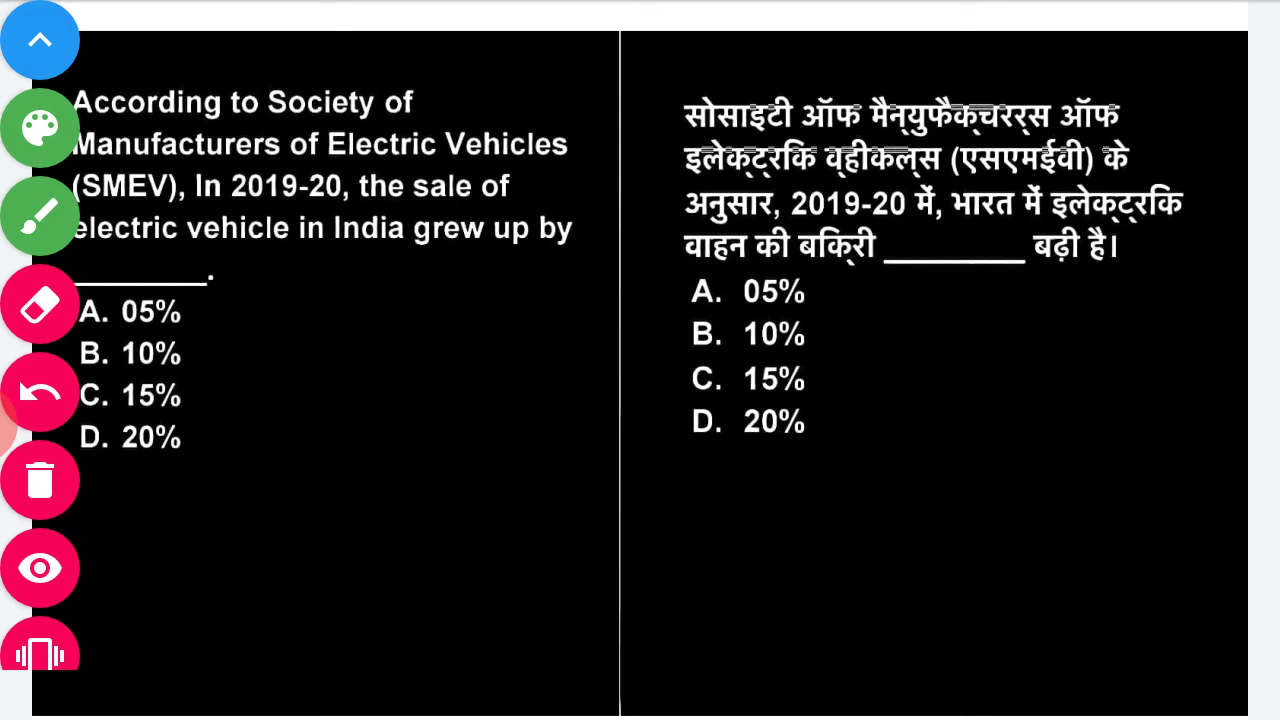 According to Society of
Manufacturers of Electric Vehicles
(SMEV), In 2019-20, the sale of
electric vehicle in India grew up by
________.
A. 05%
B. 10%
C. 15%
D. 20%
सोसाइटी ऑफ मैन्युफैक्चरर्स ऑफ
इलेक्ट्रिक व्हीकल्स (एसएमईवी) के
अनुसार, 2019-20 में, भारत में इलेक्ट्रिक
वाहन की बिक्री ________ बढ़ी है।
A. 05%
B. 10%
C. 15%
D. 20%